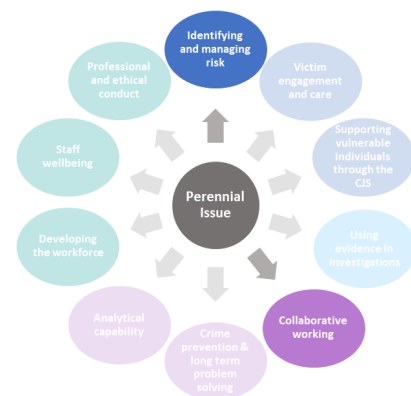 Identifying
and managing
risk
Victim
engagement
and care
Supporting
vulnerable
individuals
through the
CJS
Using
evidence in
investigations
Collaborative
working
Crime
prevention &
long term
problem
solving
Analytical
capability
Developing
the workforce
Staff
wellbeing
Professional
and ethical
conduct
Perennial
Issue